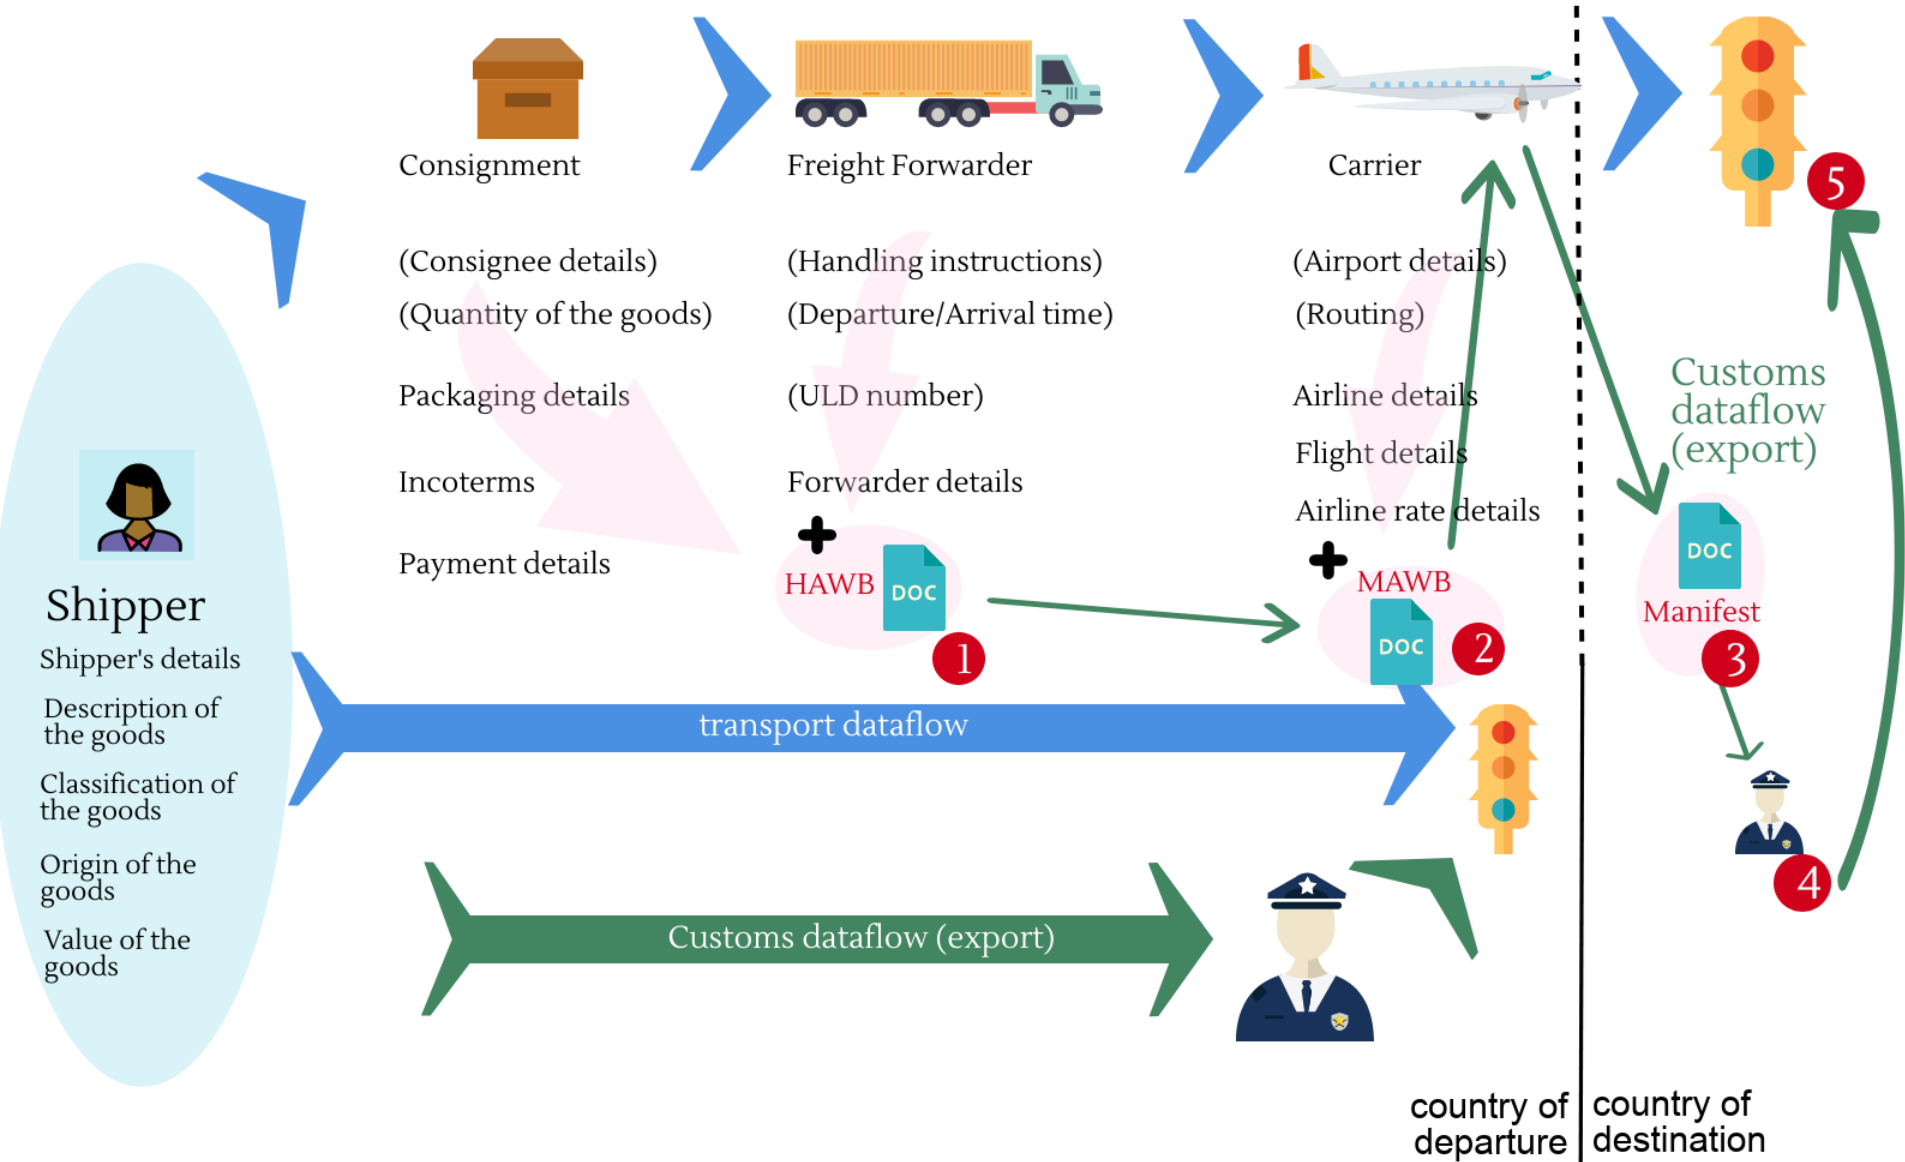 Consignment
(Consignee details)
(Quantity of the goods)
Packaging details
Incoterms
Payment details
Freight Forwarder
(Handling instructions)
(Departure/Arrival time)
(ULD number)
Forwarder details
HAWB
DOC
1
Carrier
(Airport details)
(Routing)
Airline details
Flight details
Airline rate details
MAWB
DOC
2
5
Customs
dataflow
(export)
DOC
Manifest
3
4
Shipper
Shipper's details
Description of
the goods
Classification of
the goods
Origin of the
goods
Value of the
goods
transport dataflow
Customs dataflow (export)
country of
departure
country of
destination